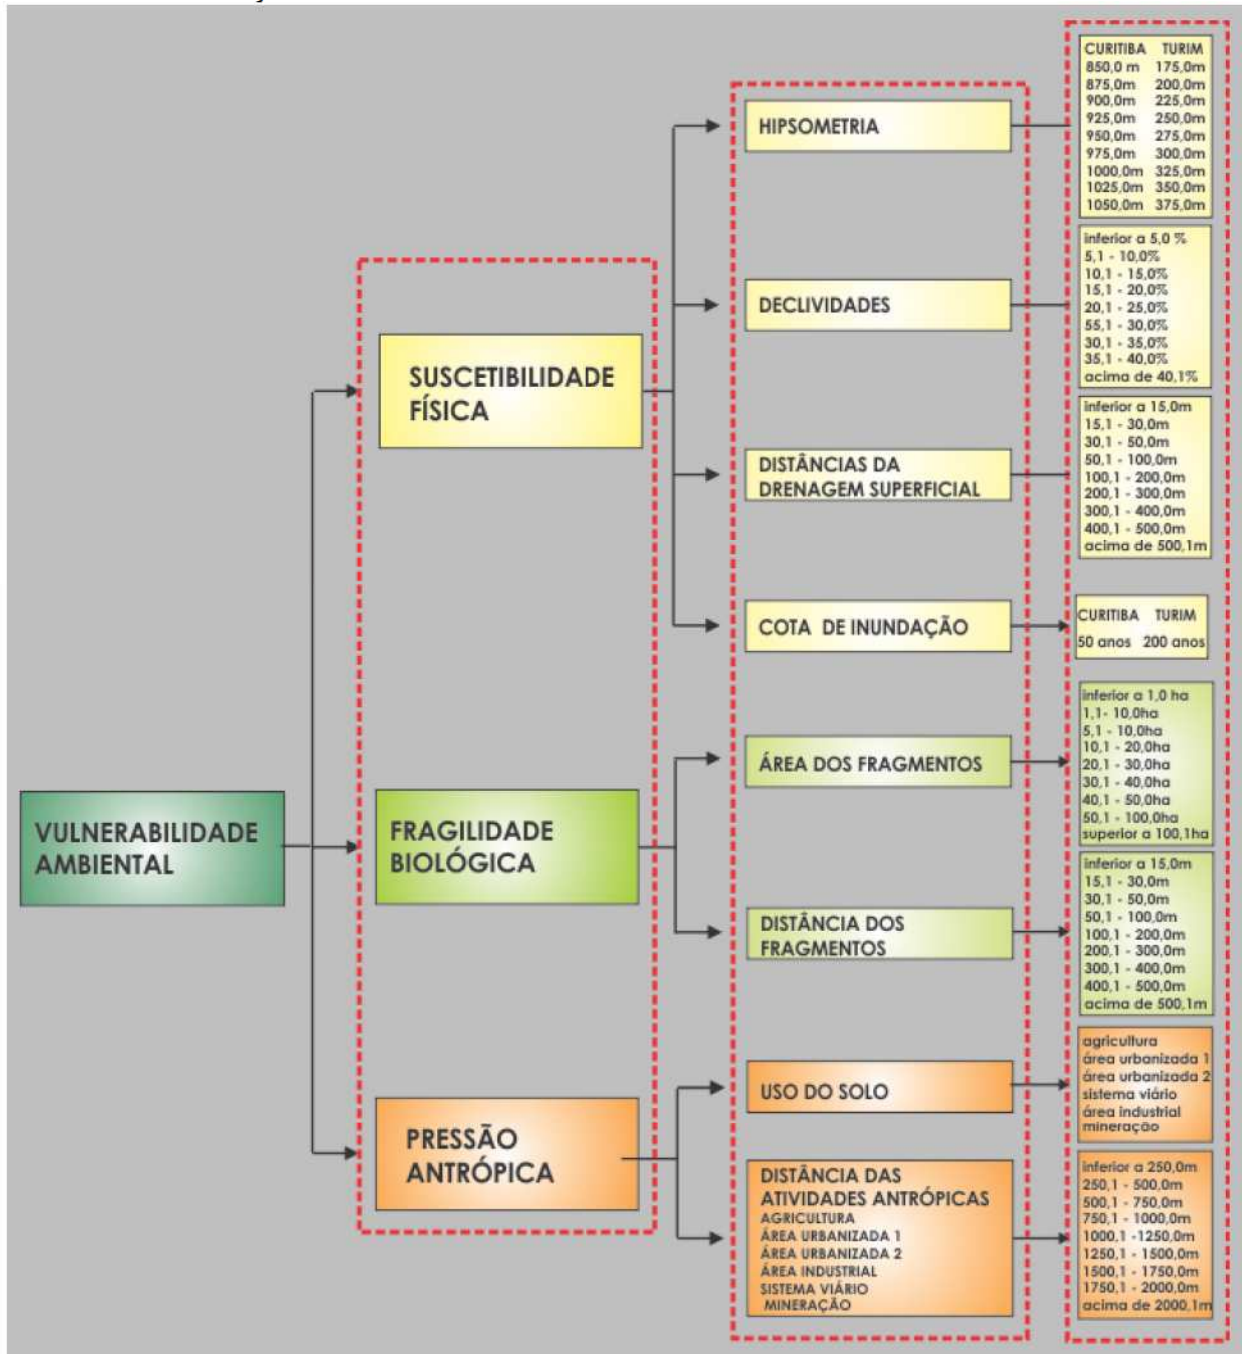 CURITIBA TURIM
850,0 m 175,0m
875,0m 200,0m
900,0m 225,0m
925,0m 250,0m
950,0m 275,0m
975,0m 300,0m
1000,0m 325,0m
1025,0m 350,0m
1050,0m 375,0m
HIPSOMETRIA
inferior a 5,0 %
5,1 - 10,0%
10,1 - 15,0%
15,1 - 20,0%
20,1 - 25,0%
55,1 - 30,0%
30,1 - 35,0%
35,1 - 40,0%
acima de 40,1%
DECLIVIDADES
SUSCETIBILIDADE
FÍSICA
inferior a 15,0m
15,1 - 30,0m
30,1 - 50,0m
50,1 - 100,0m
100,1 - 200,0m
200,1 - 300,0m
300,1 - 400,0m
400,1 - 500,0m
acima de 500,1m
DISTÂNCIAS DA
DRENAGEM SUPERFICIAL
COTA DE INUNDAÇÃO
CURITIBA TURIM
50 anos 200 anos
ÁREA DOS FRAGMENTOS
inferior a 1,0 ha
1,1- 10,0ha
5,1 - 10,0ha
10,1 - 20,0ha
20,1 - 30,0ha
30,1 - 40,0ha
40,1 - 50,0ha
50,1 - 100,0ha
superior a 100,1ha
VULNERABILIDADE
AMBIENTAL
FRAGILIDADE
BIOLÓGICA
DISTÂNCIA DOS
FRAGMENTOS
inferior a 15,0m
15,1 - 30,0m
30,1 - 50,0m
50,1 - 100,0m
100,1 - 200,0m
200,1 - 300,0m
300,1 - 400,0m
400,1 - 500,0m
acima de 500,1m
USO DO SOLO
agricultura
área urbanizada 1
área urbanizada 2
sistema viário
área industrial
mineração
PRESSÃO
ANTRÓPICA
DISTÂNCIA DAS
ATIVIDADES ANTRÓPICAS
AGRICULTURA
ÁREA URBANIZADA 1
ÁREA URBANIZADA 2
ÁREA INDUSTRIAL
SISTEMA VIÁRIO
MINERAÇÃO
inferior a 250,0m
250,1 - 500,0m
500,1 - 750,0m
750,1 - 1000,0m
1000,1 -1250,0m
1250,1 - 1500,0m
1500,1 - 1750,0m
1750,1 - 2000,0m
acima de 2000,1m